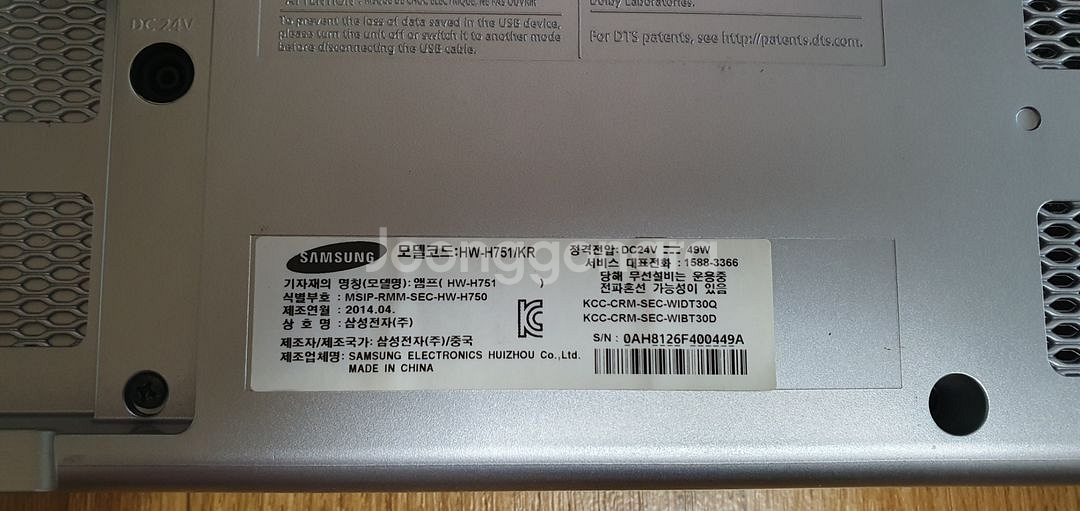 DC 24V
To prevent the loss of data saved in the USB device,
please turn the unit off or switch it to another mode
before disconnecting the USB cable.
Dolby Laboratories.
For DTS patents, see http://patents.dts.com.
SAMSUNG
모델코드:HW-H751/KR
기자재의 명칭(모델명):앰프( HW-H751 )
식별부호 : MSIP-RMM-SEC-HW-H750
제조연월 : 2014.04.
상 호 명 : 삼성전자(주)
제조자/제조국가: 삼성전자(주)/중국
제조업체명: SAMSUNG ELECTRONICS HUIZHOU Co.,Ltd.
MADE IN CHINA
정격전압: DC24V ⎓ 49W
서비스 대표전화 : 1588-3366
당해 무선설비는 운용중
전파혼선 가능성이 있음
KCC-CRM-SEC-WIDT30Q
KCC-CRM-SEC-WIBT30D
S/N : 0AH8126F400449A